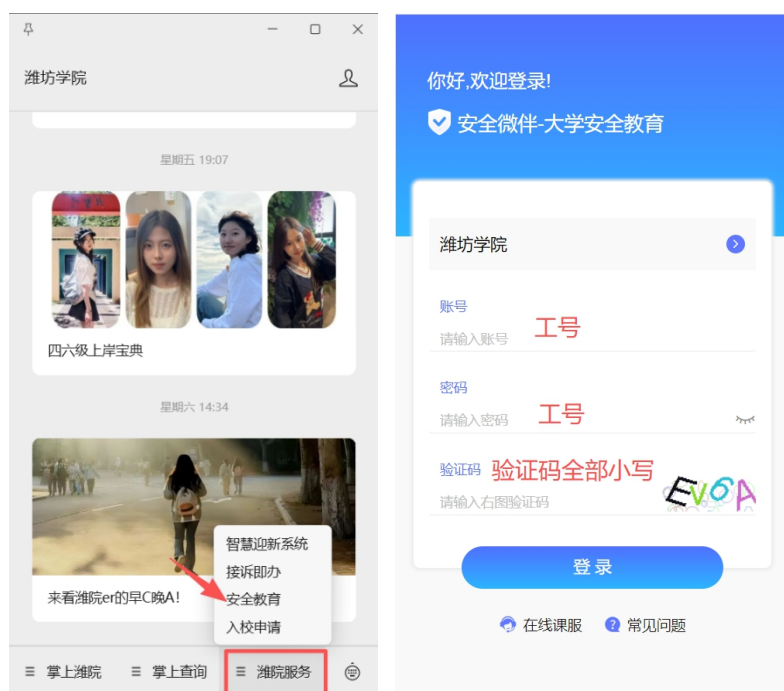 潍坊学院
星期五 19:07
四六级上岸宝典
星期六 14:34
来看潍院er的早C晚A!
智慧迎新系统
接诉即办
安全教育
入校申请
掌上潍院
掌上查询
潍院服务
你好,欢迎登录!
安全微伴-大学安全教育
潍坊学院
账号
请输入账号 工号
密码
请输入密码 工号
验证码 验证码全部小写
请输入右图验证码 EV6A
登录
在线课服 常见问题